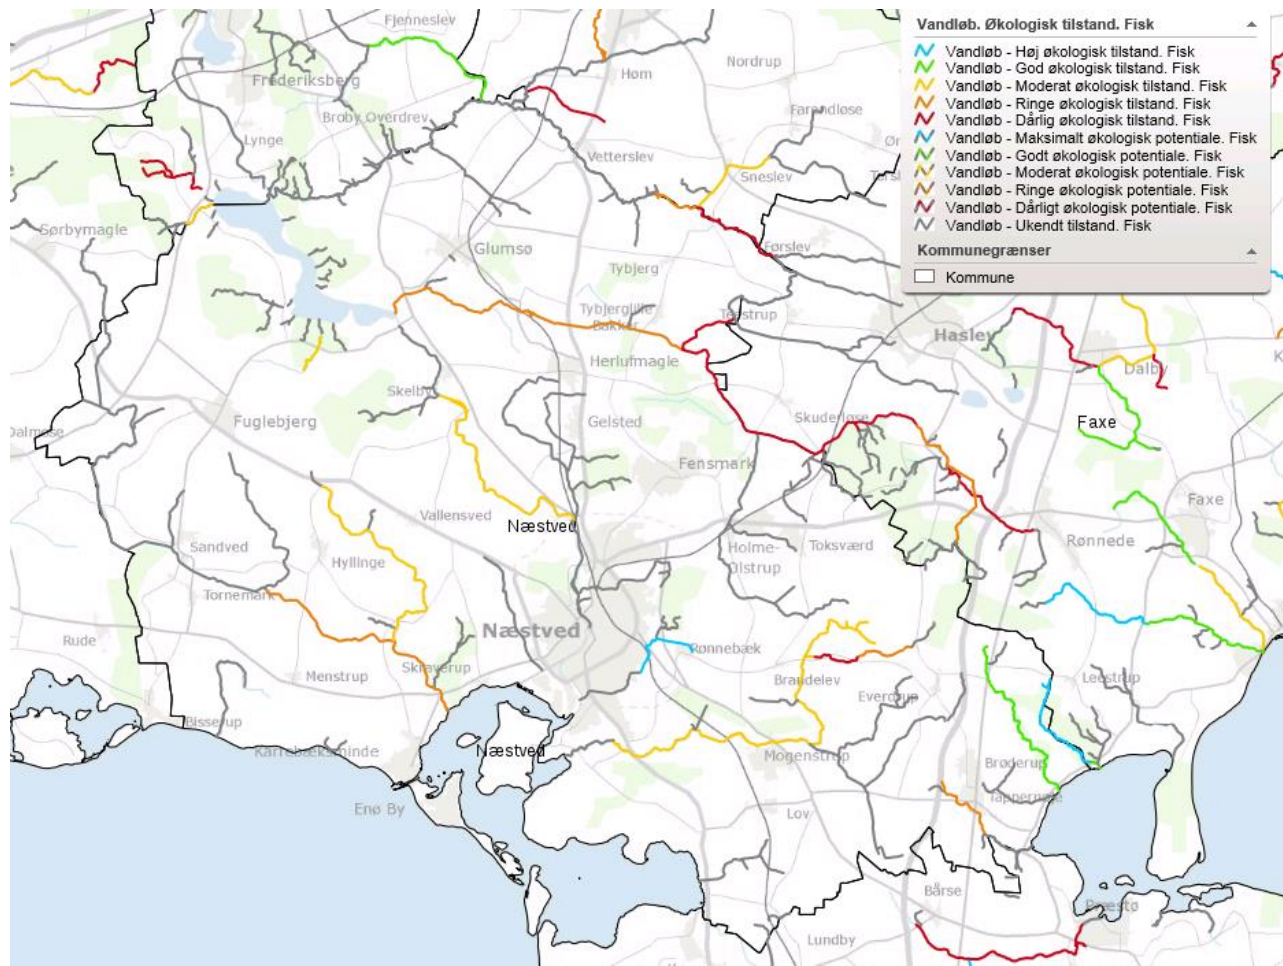 Vandløb. Økologisk tilstand. Fisk
Vandløb - Høj økologisk tilstand. Fisk
Vandløb - God økologisk tilstand. Fisk
Vandløb - Moderat økologisk tilstand. Fisk
Vandløb - Ringe økologisk tilstand. Fisk
Vandløb - Dårlig økologisk tilstand. Fisk
Vandløb - Maksimalt økologisk potentiale. Fisk
Vandløb - Godt økologisk potentiale. Fisk
Vandløb - Moderat økologisk potentiale. Fisk
Vandløb - Ringe økologisk potentiale. Fisk
Vandløb - Dårligt økologisk potentiale. Fisk
Vandløb - Ukendt tilstand. Fisk
Kommunegrænser
Kommune
Fjenneslev
Nordrup
Høm
Frederiksberg
Farendløse
Broby Overdrev
Lynge
Vetterslev
Sneslev
Sørbymagle
Glumsø
Førslev
Tybjerg
Tybjerglille
Bakker
Teestrup
Haslev
Herlufmagle
Dalby
Skelby
Fuglebjerg
Gelsted
Skuderløse
Faxe
Dalmose
Fensmark
Faxe
Vallensved
Næstved
Sandved
Hyllinge
Holme-
Olstrup
Toksværd
Rønnede
Tornemark
Næstved
Rude
Rønnebæk
Menstrup
Skraverup
Brandelev
Everdrup
Leestrup
Bisserup
Karrebæksminde
Næstved
Mogenstrup
Brøderup
Tappernøje
Enø By
Lov
Bårse
Præstø
Lundby